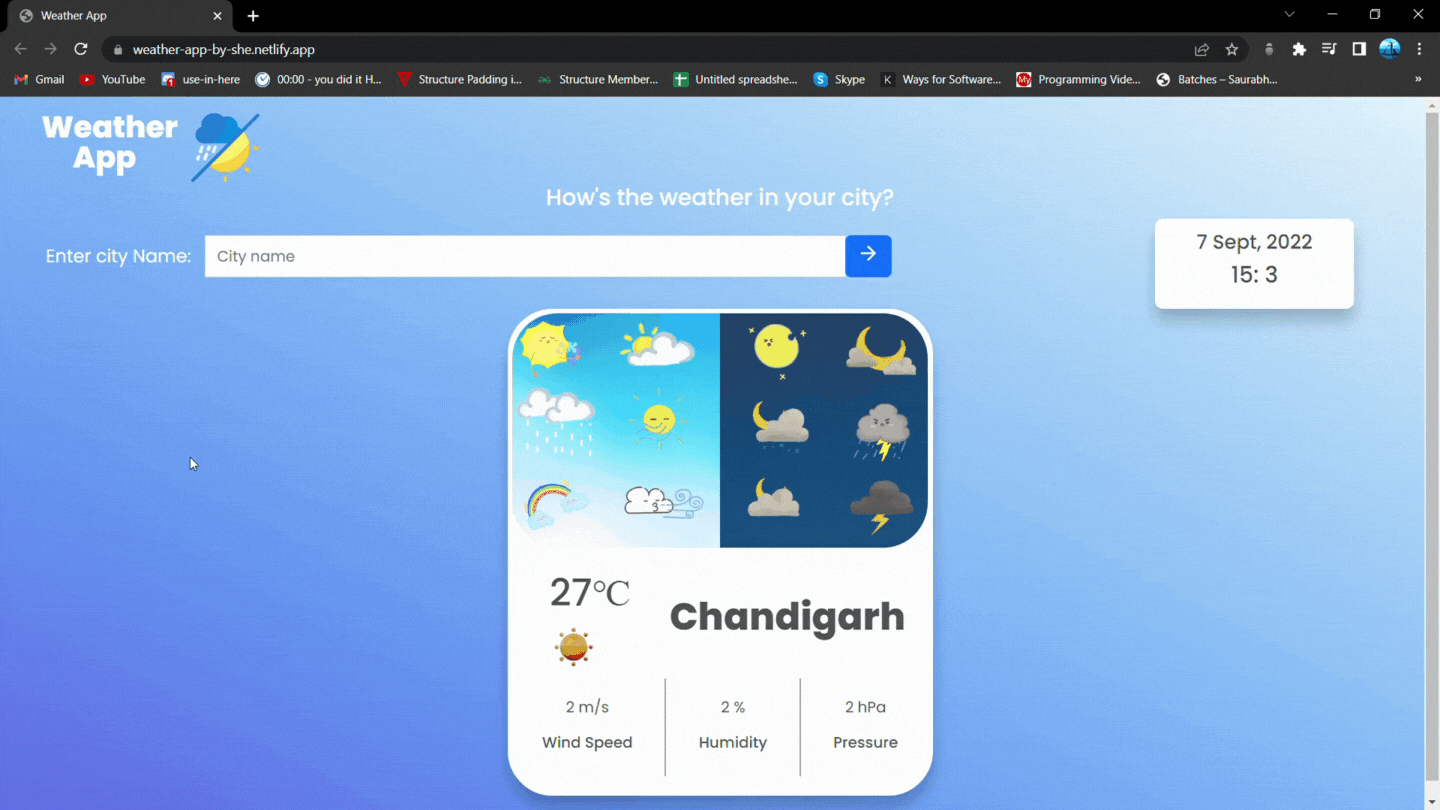 Weather App
weather-app-by-she.netlify.app
Gmail
YouTube
use-in-here
00:00 - you did it H...
Structure Padding i...
Structure Member...
Untitled spreadshe...
Skype
K
Ways for Software...
My
Programming Vide...
Batches – Saurabh...
»
Weather
App
How's the weather in your city?
Enter city Name:
City name
7 Sept, 2022
15: 3
27°C
Chandigarh
2 m/s
Wind Speed
2 %
Humidity
2 hPa
Pressure